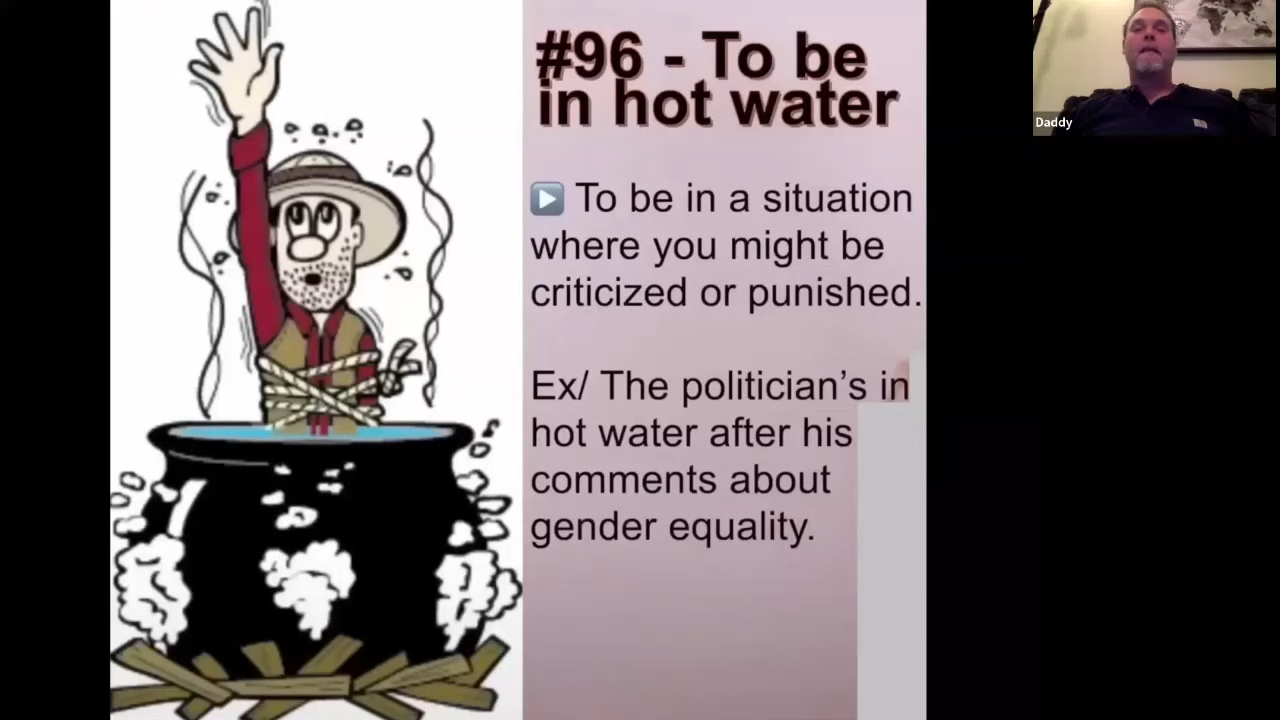 #96 - To be
in hot water
▶ To be in a situation
where you might be
criticized or punished.
Ex/ The politician’s in
hot water after his
comments about
gender equality.
Daddy